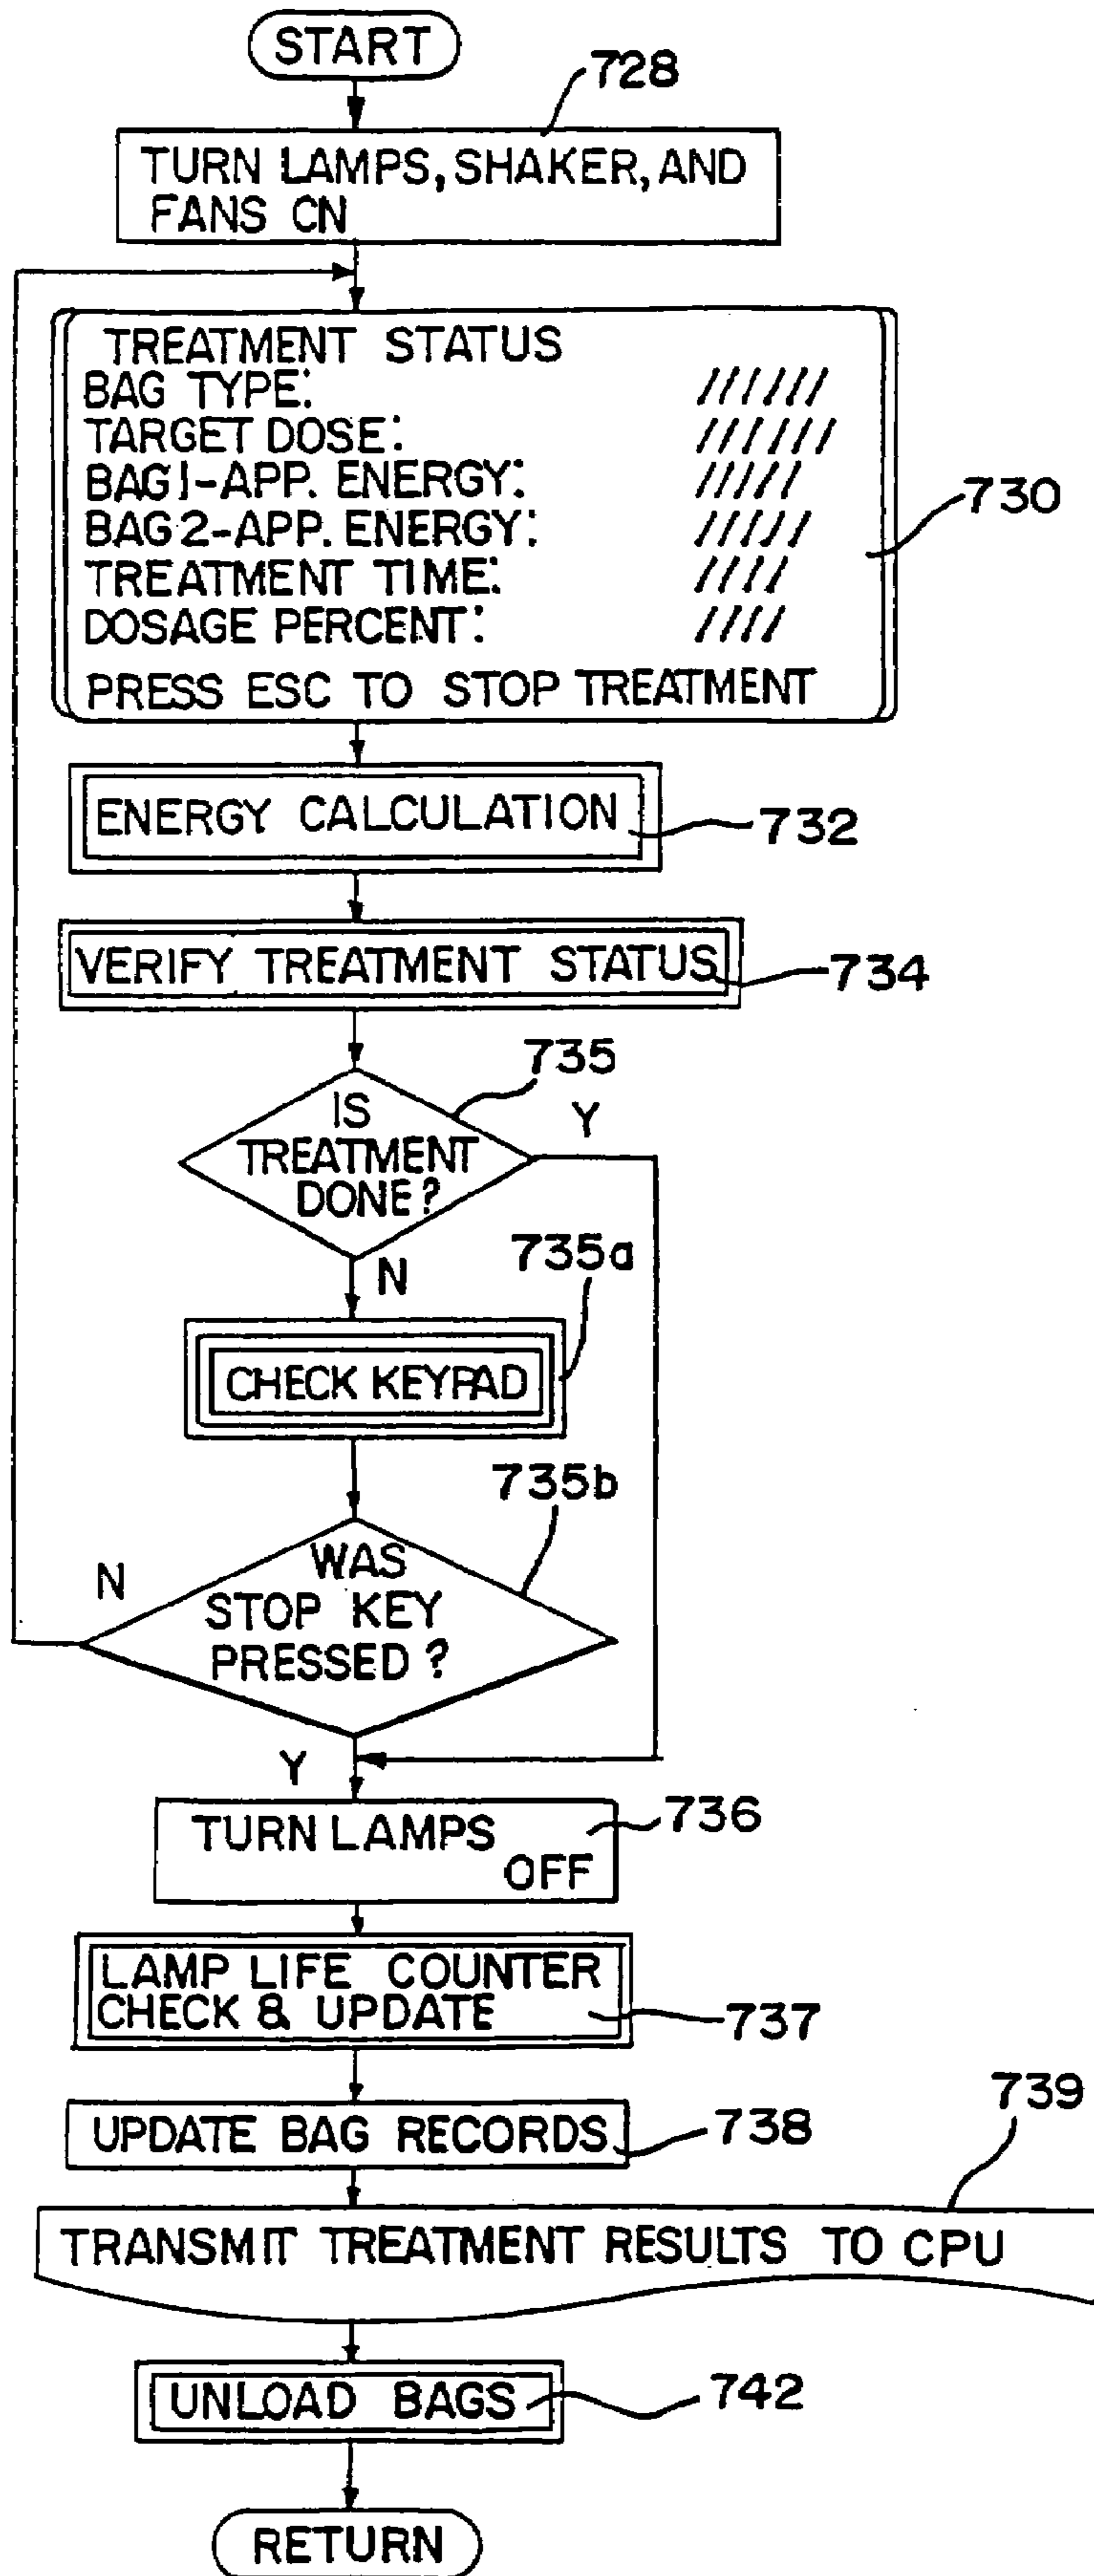 START
728
TURN LAMPS, SHAKER, AND
FANS CN
TREATMENT STATUS
BAG TYPE: //////
TARGET DOSE: //////
BAG 1-APP. ENERGY: /////
BAG 2-APP. ENERGY: /////
TREATMENT TIME: ////
DOSAGE PERCENT: ////
PRESS ESC TO STOP TREATMENT
730
ENERGY CALCULATION
732
VERIFY TREATMENT STATUS
734
735
IS
TREATMENT
DONE?
Y
N
735a
CHECK KEYPAD
735b
WAS
STOP KEY
PRESSED?
N
Y
TURN LAMPS
OFF
736
LAMP LIFE COUNTER
CHECK & UPDATE
737
UPDATE BAG RECORDS
738
739
TRANSMIT TREATMENT RESULTS TO CPU
UNLOAD BAGS
742
RETURN